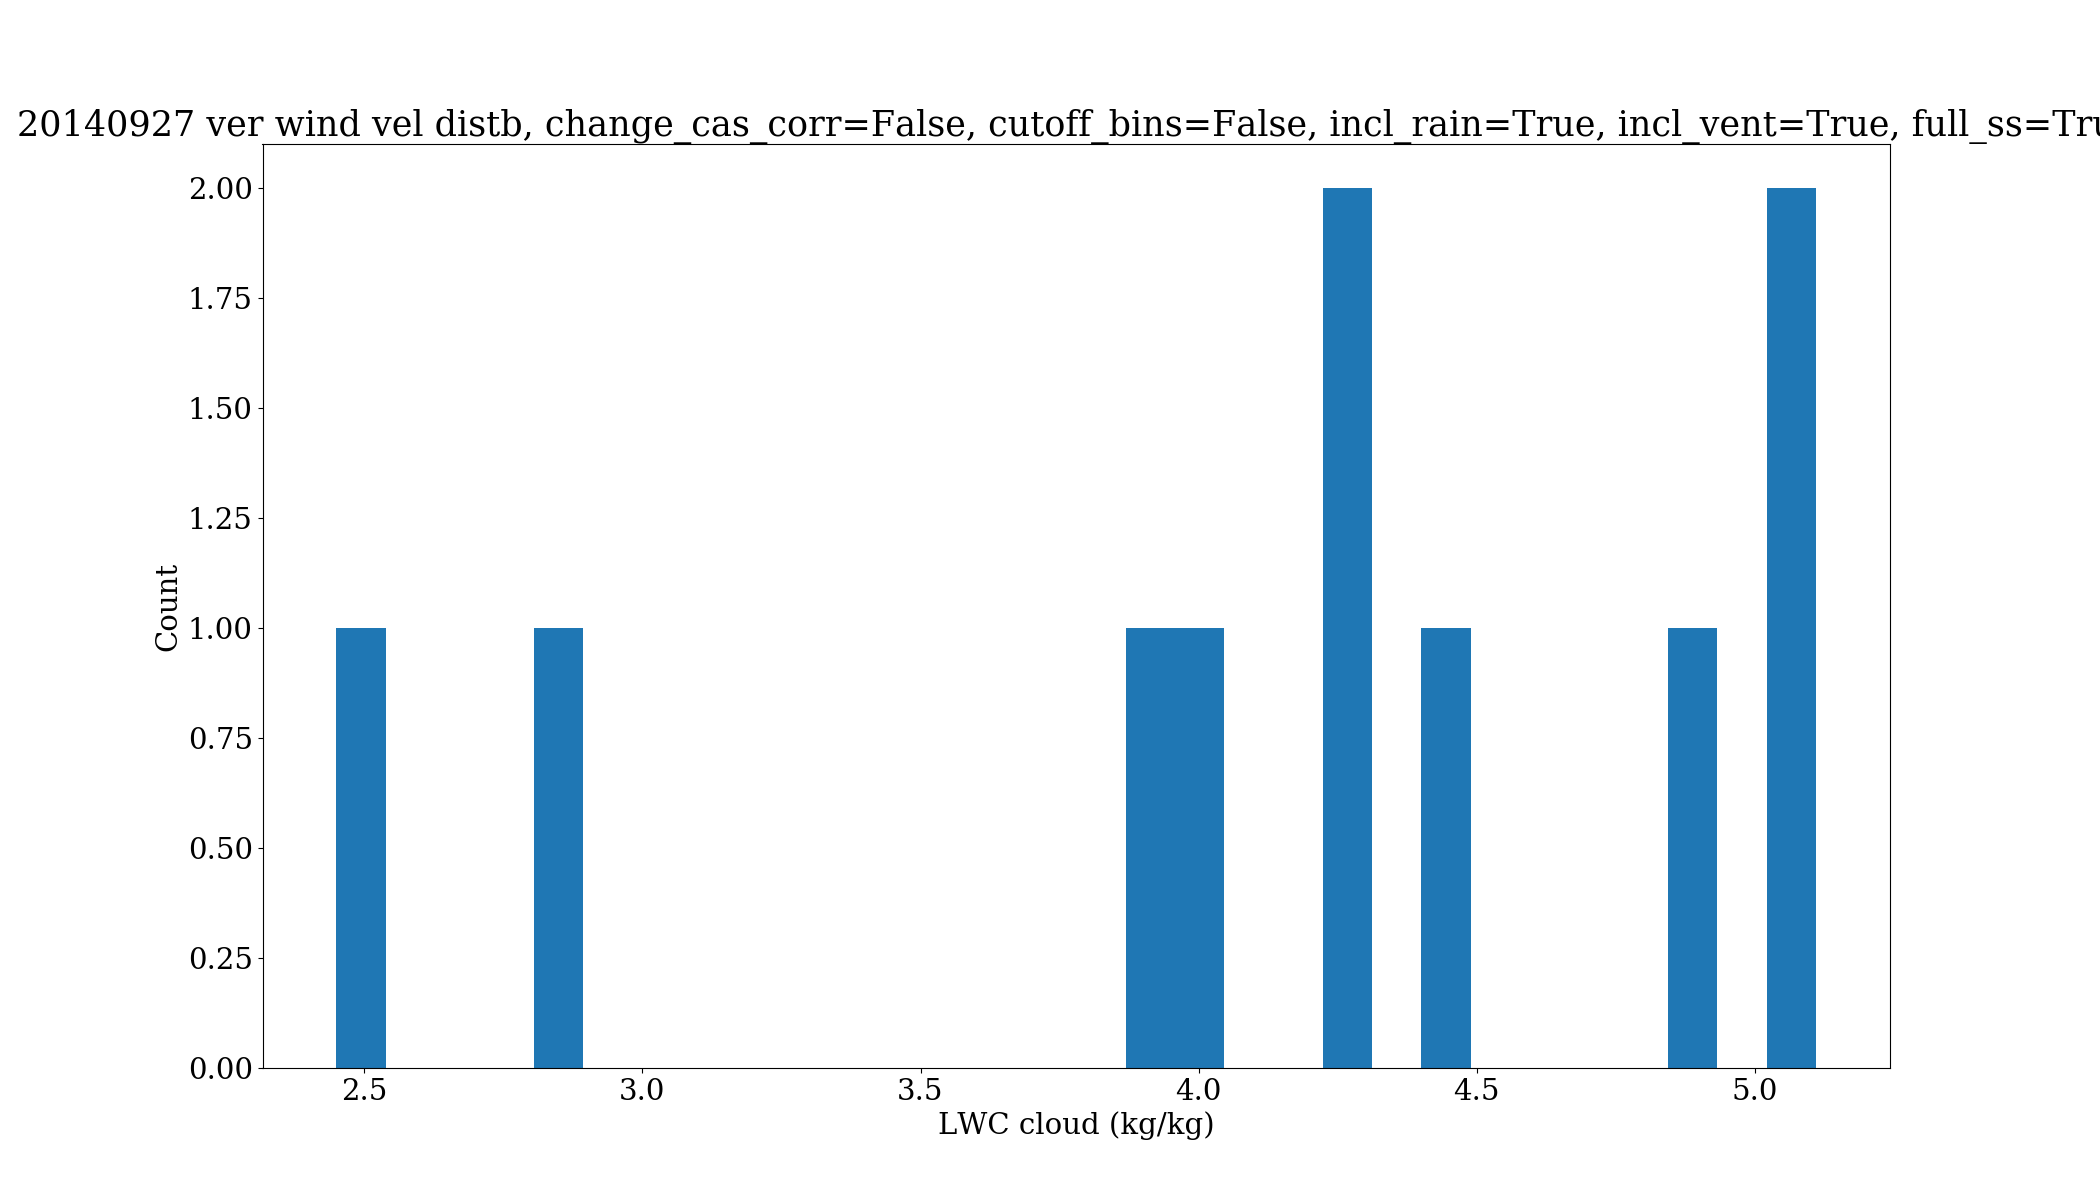 20140927 ver wind vel distb, change_cas_corr=False, cutoff_bins=False, incl_rain=True, incl_vent=True, full_ss=Tru
2.00
1.75
1.50
1.25
1.00
0.75
0.50
0.25
0.00
Count
2.5 3.0 3.5 4.0 4.5 5.0
LWC cloud (kg/kg)